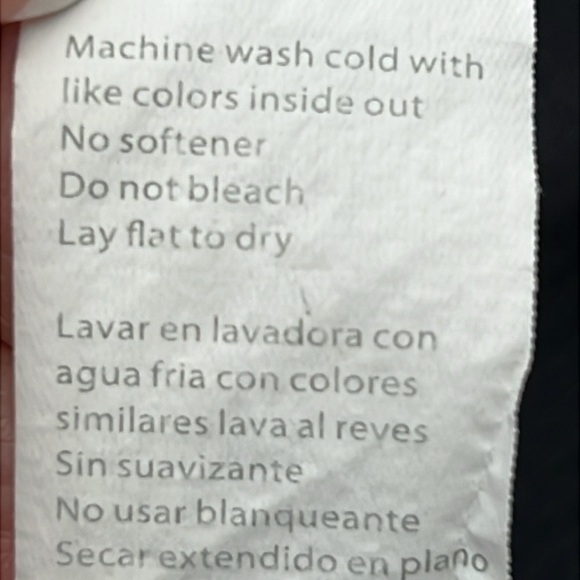 Machine wash cold with
like colors inside out
No softener
Do not bleach
Lay flat to dry
Lavar en lavadora con
agua fria con colores
similares lava al reves
Sin suavizante
No usar blanqueante
Secar extendido en plano